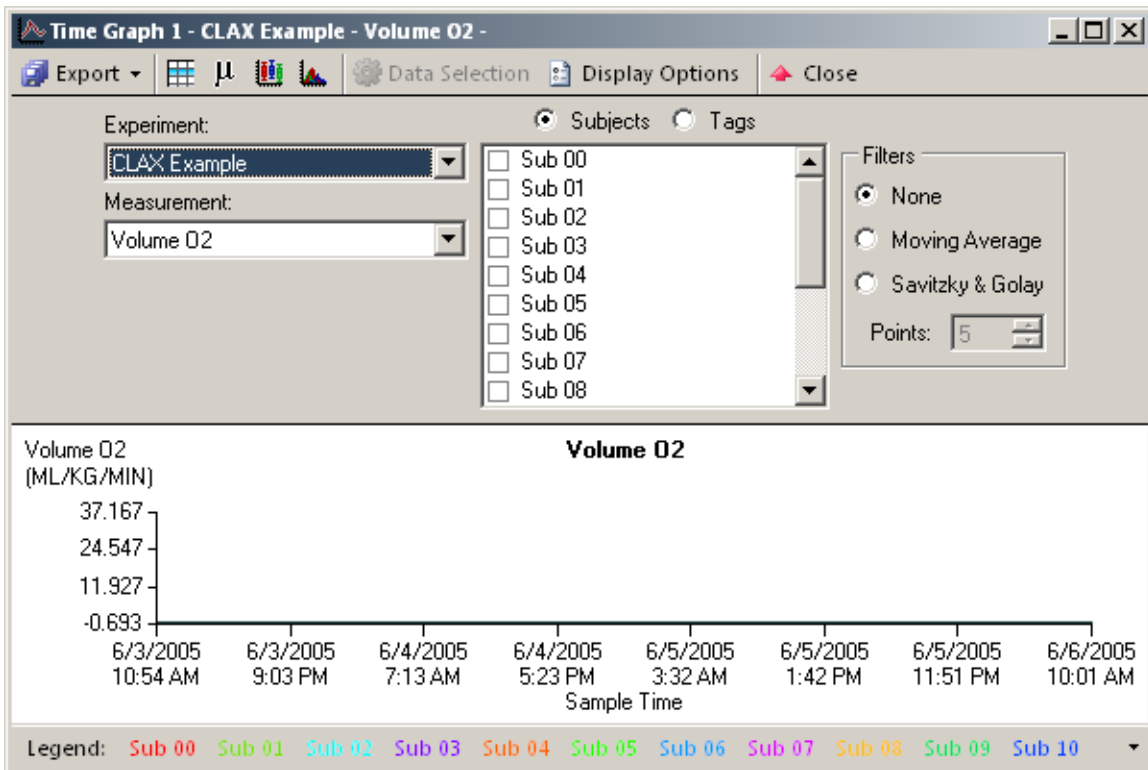 Time Graph 1 - CLAX Example - Volume O2 -
Export µ Data Selection Display Options Close
Experiment:
CLAX Example
Measurement:
Volume O2
Subjects Tags
Sub 00
Sub 01
Sub 02
Sub 03
Sub 04
Sub 05
Sub 06
Sub 07
Sub 08
Filters
None
Moving Average
Savitzky & Golay
Points: 5
Volume O2
(ML/KG/MIN)
Volume O2
37.167
24.547
11.927
-0.693
6/3/2005 6/3/2005 6/4/2005 6/4/2005 6/5/2005 6/5/2005 6/5/2005 6/6/2005
10:54 AM 9:03 PM 7:13 AM 5:23 PM 3:32 AM 1:42 PM 11:51 PM 10:01 AM
Sample Time
Legend: Sub 00 Sub 01 Sub 02 Sub 03 Sub 04 Sub 05 Sub 06 Sub 07 Sub 08 Sub 09 Sub 10